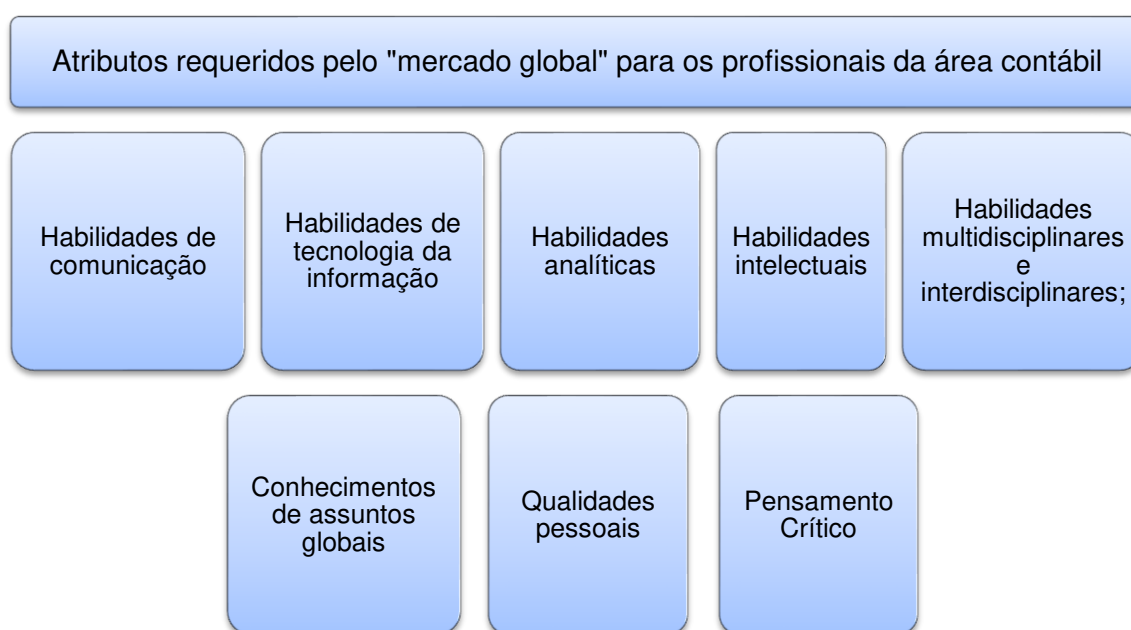 Atributos requeridos pelo "mercado global" para os profissionais da área contábil
Habilidades de
comunicação
Habilidades de
tecnologia da
informação
Habilidades
analíticas
Habilidades
intelectuais
Habilidades
multidisciplinares
e
interdisciplinares;
Conhecimentos
de assuntos
globais
Qualidades
pessoais
Pensamento
Crítico